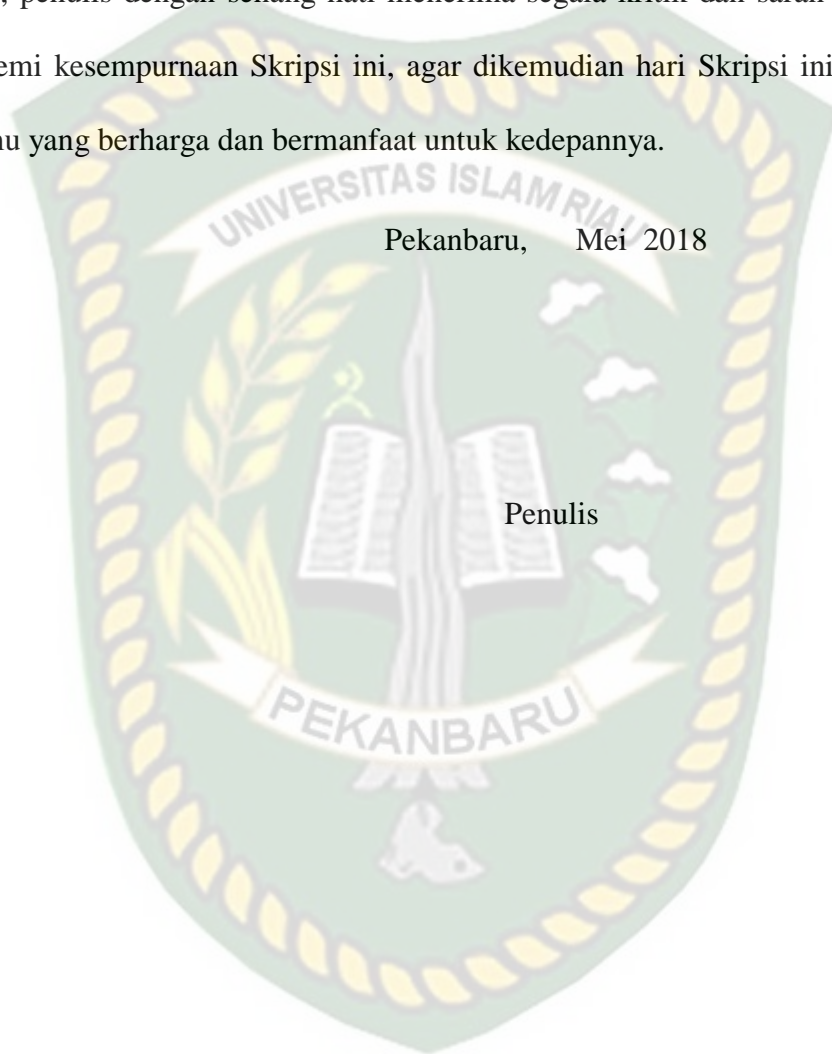 penulis dengan senang hati menerima segala kritik dan saran
kesempurnaan Skripsi ini, agar dikemudian hari Skripsi ini
yang berharga dan bermanfaat untuk kedepannya.
UNIVERSITAS ISLAM RIAU
Pekanbaru, Mei 2018
Penulis
PEKANBARU